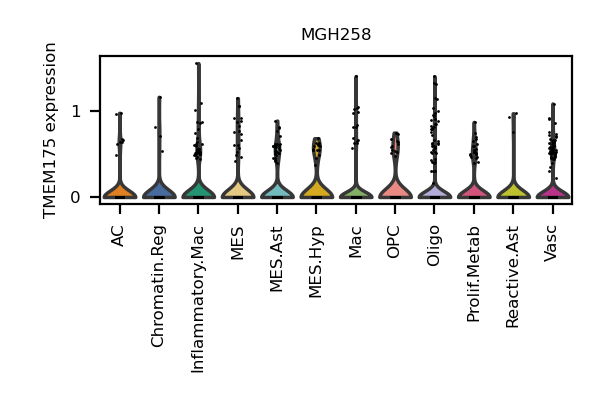 MGH258
TMEM175 expression
1
0
AC
Chromatin.Reg
Inflammatory.Mac
MES
MES.Ast
MES.Hyp
Mac
OPC
Oligo
Prolif.Metab
Reactive.Ast
Vasc